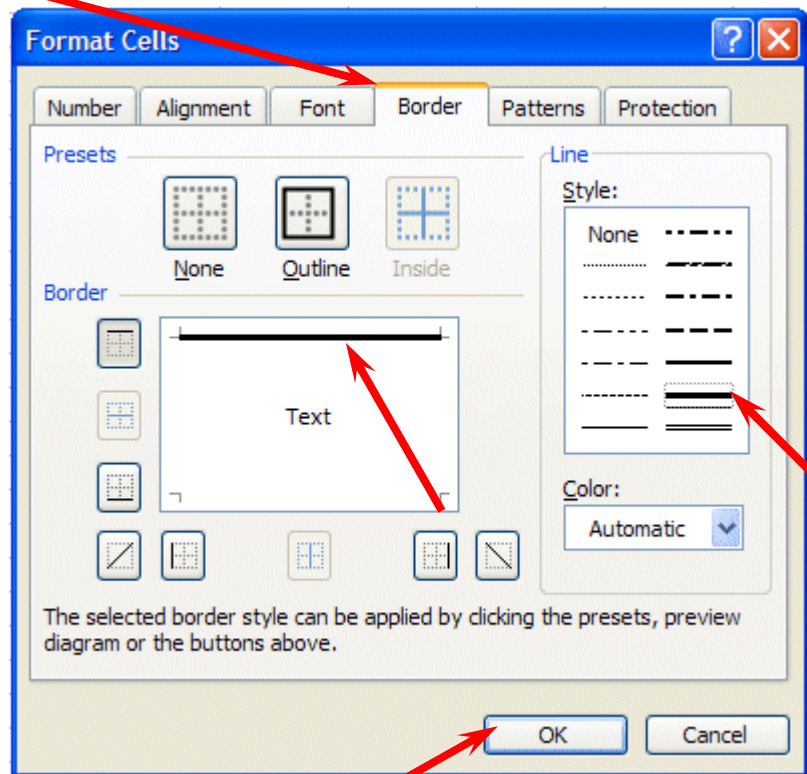 Format Cells
Number Alignment Font Border Patterns Protection
Presets
None Outline Inside
Border
Text
Line
Style:
None
Color:
Automatic
The selected border style can be applied by clicking the presets, preview
diagram or the buttons above.
OK Cancel